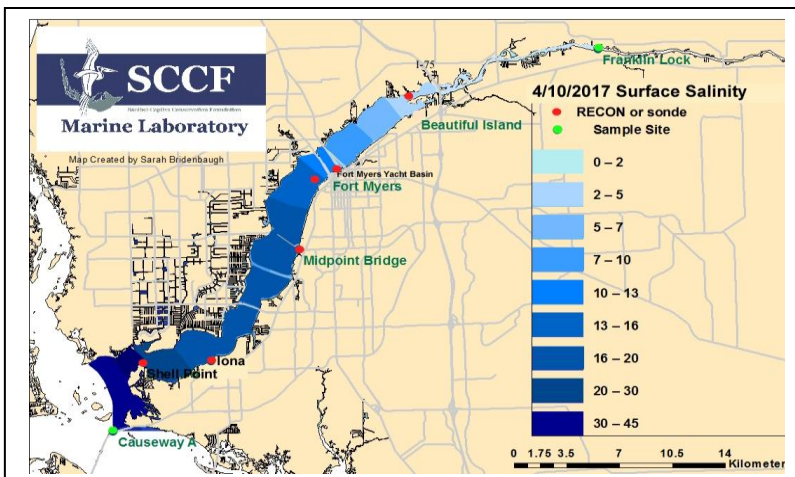 SCCF
Sanibel-Captiva Conservation Foundation
Marine Laboratory
Map Created by Sarah Bridenbaugh
I-75
Franklin Lock
4/10/2017 Surface Salinity
RECON or sonde
Sample Site
Beautiful Island
Fort Myers Yacht Basin
Fort Myers
Midpoint Bridge
Iona
Shell Point
Causeway A
0 – 2
2 – 5
5 – 7
7 – 10
10 – 13
13 – 16
16 – 20
20 – 30
30 – 45
0 1.75 3.5 7 10.5 14
Kilometer